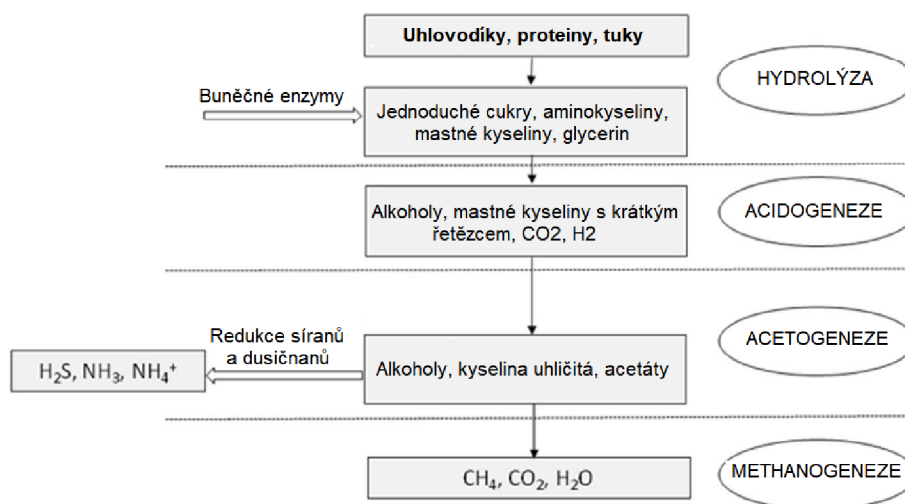 Uhlovodíky, proteiny, tuky
HYDROLÝZA
Buněčné enzymy
Jednoduché cukry, aminokyseliny,
mastné kyseliny, glycerin
Alkoholy, mastné kyseliny s krátkým
řetězcem, CO2, H2
ACIDOGENEZE
Redukce síranů
a dusičnanů
H₂S, NH₃, NH₄⁺
Alkoholy, kyselina uhličitá, acetáty
ACETOGENEZE
CH₄, CO₂, H₂O
METHANOGENEZE